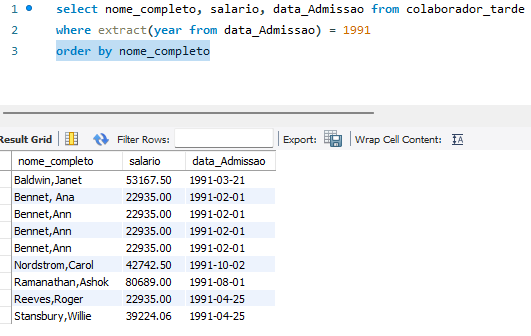 1 select nome_completo, salario, data_Admissao from colaborador_tarde
2 where extract(year from data_Admissao) = 1991
3 order by nome_completo
Result Grid Filter Rows: Export: Wrap Cell Content: IA
nome_completo salario data_Admissao
Baldwin,Janet 53167.50 1991-03-21
Bennet, Ana 22935.00 1991-02-01
Bennet,Ann 22935.00 1991-02-01
Bennet,Ann 22935.00 1991-02-01
Bennet,Ann 22935.00 1991-02-01
Nordstrom,Carol 42742.50 1991-10-02
Ramanathan,Ashok 80689.00 1991-08-01
Reeves,Roger 22935.00 1991-04-25
Stansbury,Willie 39224.06 1991-04-25